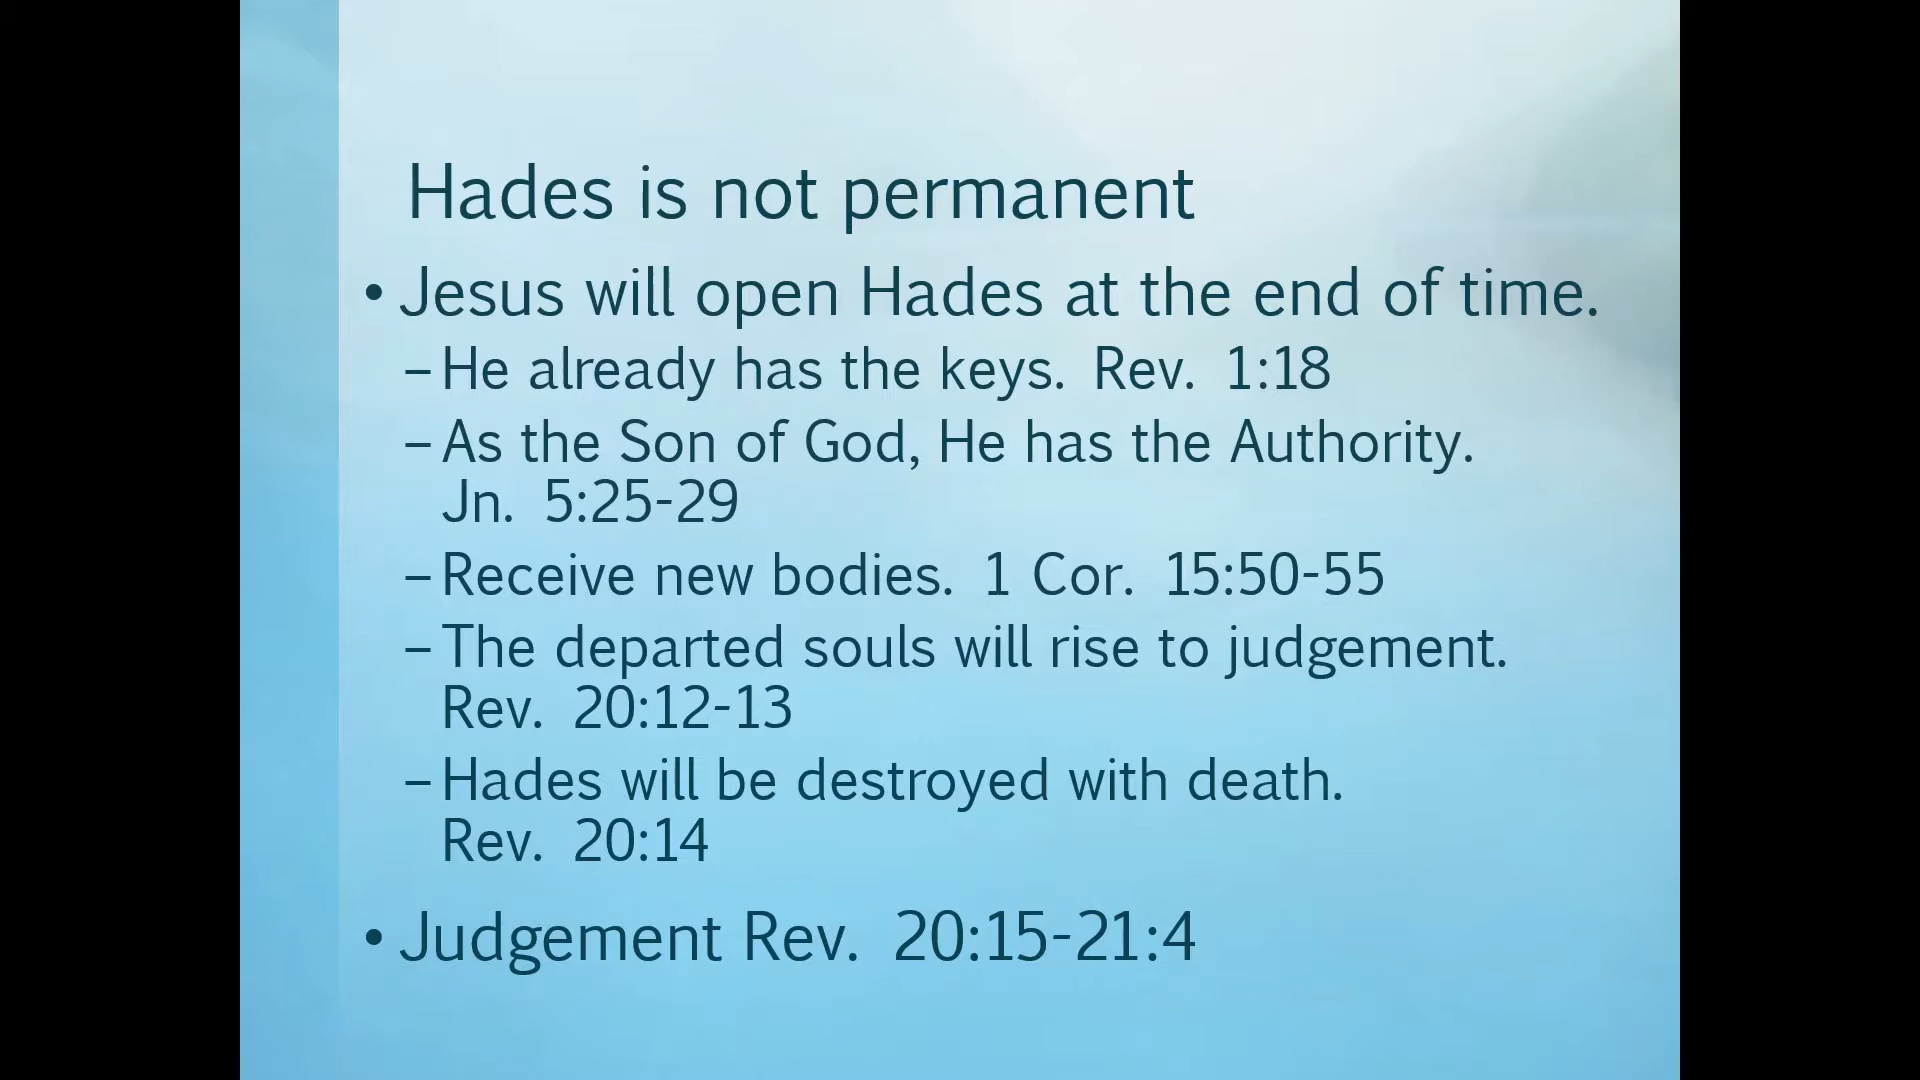 Hades is not permanent
• Jesus will open Hades at the end of time.
– He already has the keys. Rev. 1:18
– As the Son of God, He has the Authority.
Jn. 5:25-29
– Receive new bodies. 1 Cor. 15:50-55
– The departed souls will rise to judgement.
Rev. 20:12-13
– Hades will be destroyed with death.
Rev. 20:14
• Judgement Rev. 20:15-21:4